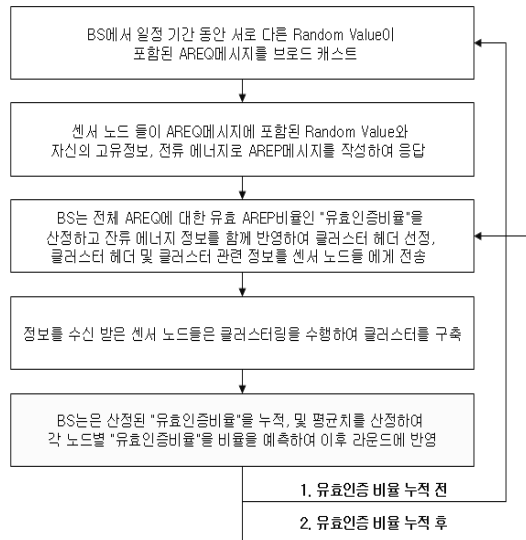 BS에서 일정 기간 동안 서로 다른 Random Value이
포함된 AREQ메시지를 브로드 캐스트
센서 노드 들이 AREQ메시지에 포함된 Random Value와
자신의 고유정보, 전류 에너지로 AREP메시지를 작성하여 응답
BS는 전체 AREQ에 대한 유효 AREP비율인 "유효인증비율"을
산정하고 잔류 에너지 정보를 함께 반영하여 클러스터 헤더 선정,
클러스터 헤더 및 클러스터 관련 정보를 센서 노드들 에게 전송
정보를 수신 받은 센서 노드들은 클러스터링을 수행하여 클러스터를 구축
BS는은 산정된 "유효인증비율"을 누적, 및 평균치를 산정하여
각 노드별 "유효인증비율"을 비율을 예측하여 이후 라운드에 반영
1. 유효인증 비율 누적 전
2. 유효인증 비율 누적 후